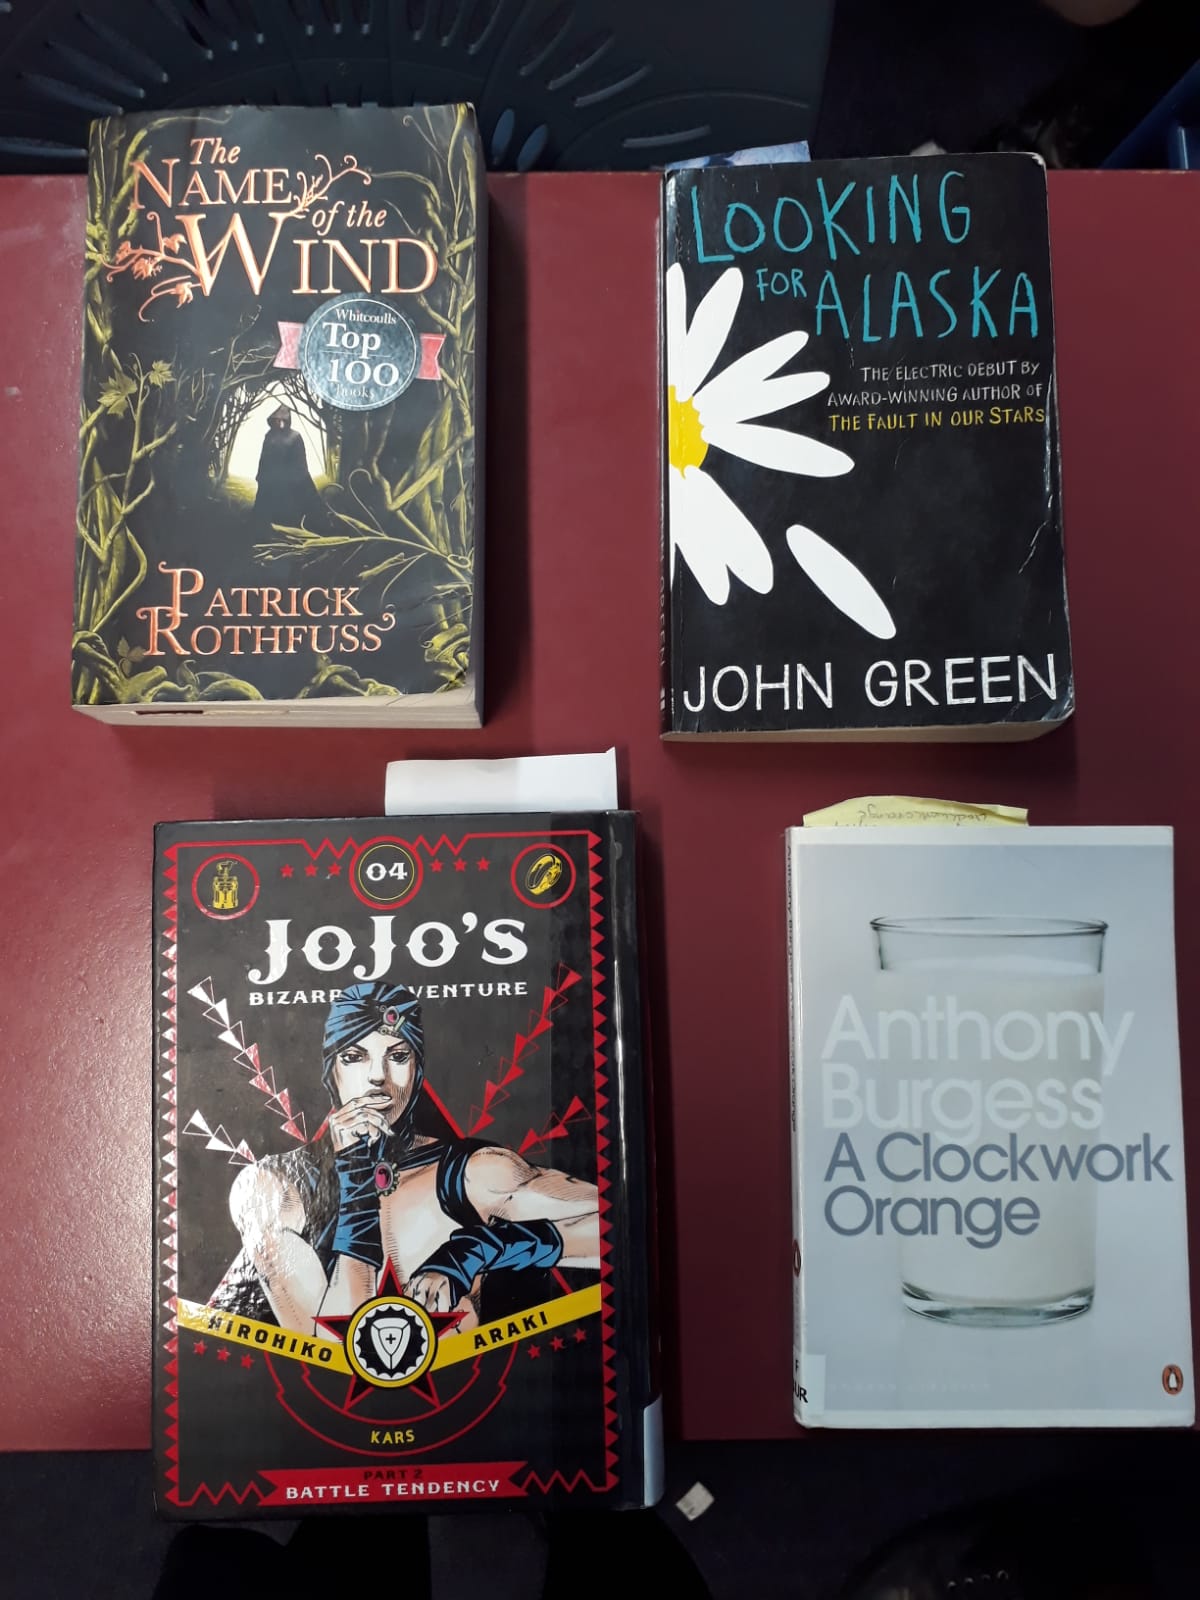 The
NAME
of the
WIND
Whitcoulls
Top
100
Books
PATRICK
ROTHFUSS
LOOKING
FOR ALASKA
THE ELECTRIC DEBUT BY
AWARD-WINNING AUTHOR OF
THE FAULT IN OUR STARS
JOHN GREEN
04
JOJO'S
BIZARR VENTURE
HIROHIKO ARAKI
KARS
PART 2
BATTLE TENDENCY
Anthony
Burgess
A Clockwork
Orange
F